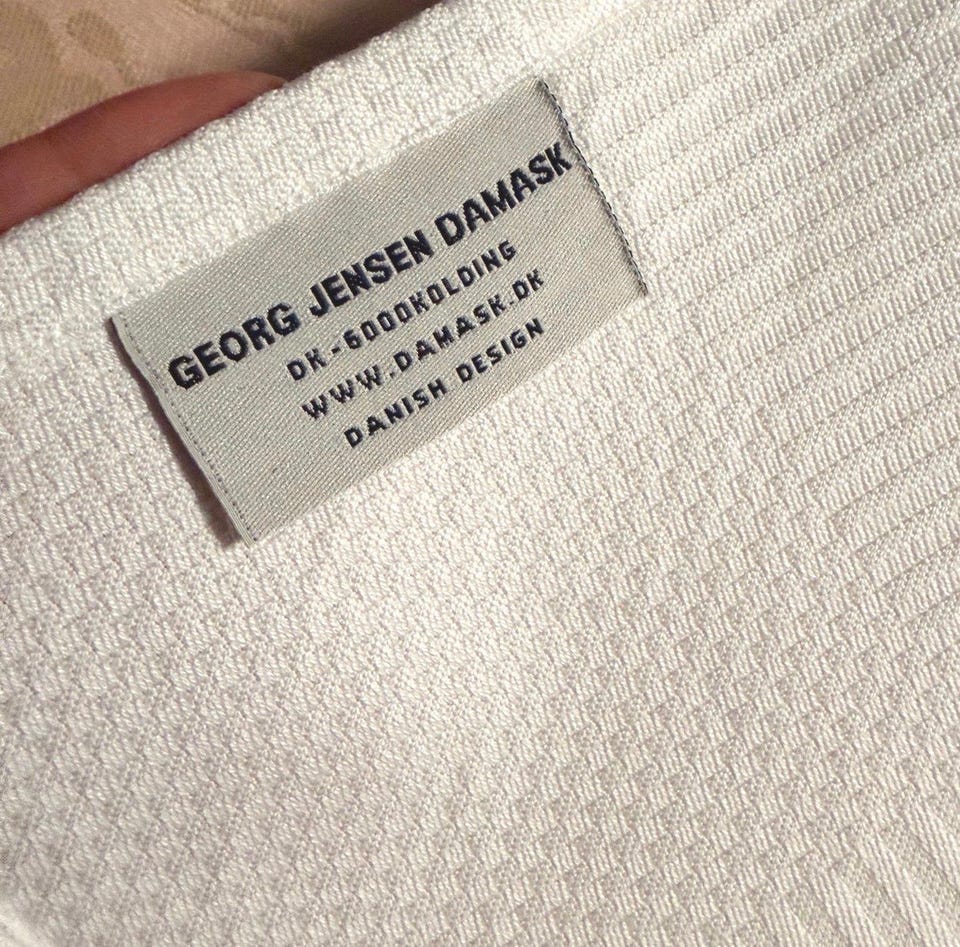 GEORG JENSEN DAMASK
DK-6000KOLDING
WWW.DAMASK.DK
DANISH DESIGN